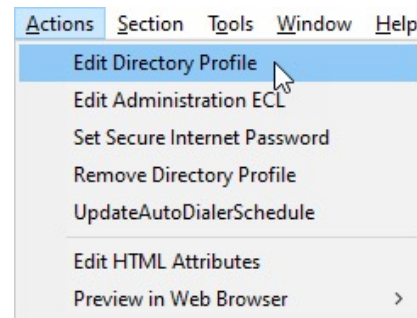 Actions Section Tools Window Help
Edit Directory Profile
Edit Administration ECL
Set Secure Internet Password
Remove Directory Profile
UpdateAutoDialerSchedule
Edit HTML Attributes
Preview in Web Browser >